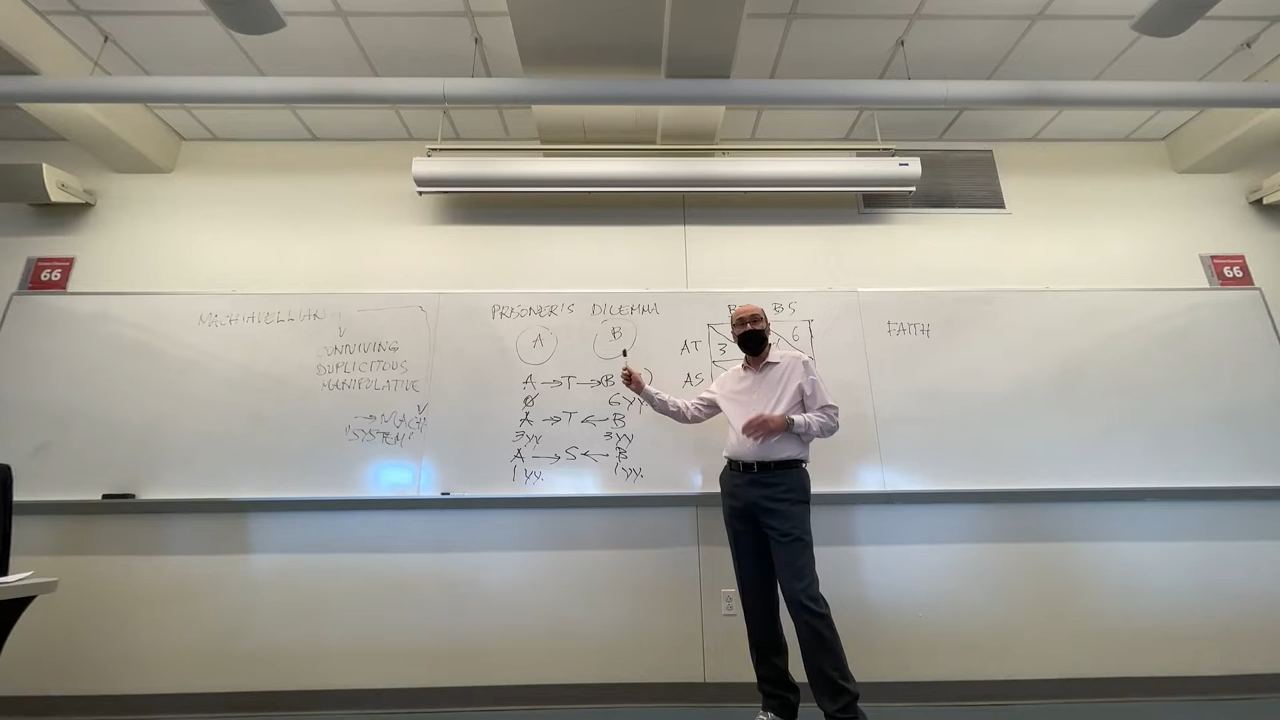 66
66
MACHIAVELLIAN
CONNIVING
DUPLICITOUS
MANIPULATIVE
→ MACH
"SYSTEM"
PRISONER'S DILEMMA
A B
A → T → B
0 6 yy
A → T ← B
3 yy 3 yy
A → S ← B
1 yy. 1 yy.
BS
AT 3 6
AS
FAITH